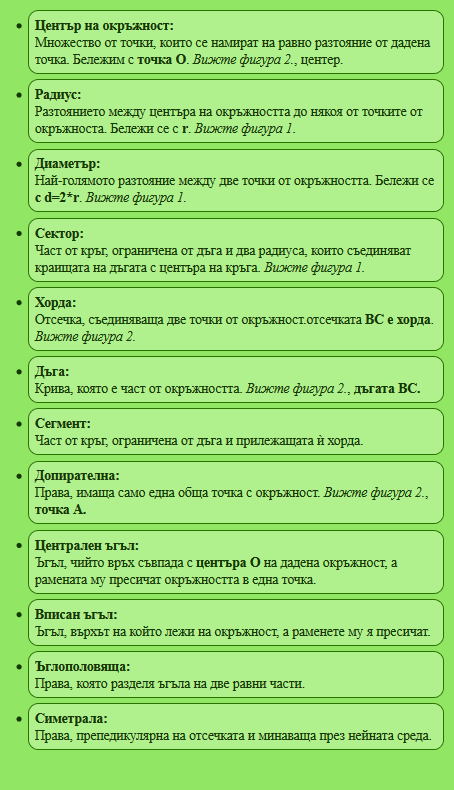 Център на окръжност:
Множество от точки, които се намират на равно разтояние от дадена
точка. Бележим с точка O. Вижте фигура 2., центер.
Радиус:
Разтоянието между центъра на окръжността до някоя от точките от
окръжноста. Бележи се с r. Вижте фигура 1.
Диаметър:
Най-голямото разтояние между две точки от окръжността. Бележи се
с d=2*r. Вижте фигура 1.
Сектор:
Част от кръг, ограничена от дъга и два радиуса, които съединяват
краищата на дъгата с центъра на кръга. Вижте фигура 1.
Хорда:
Отсечка, съединяваща две точки от окръжност.отсечката BC е хорда.
Вижте фигура 2.
Дъга:
Крива, която е част от окръжността. Вижте фигура 2., дъгата BC.
Сегмент:
Част от кръг, ограничена от дъга и прилежащата ѝ хорда.
Допирателна:
Права, имаща само една обща точка с окръжност. Вижте фигура 2.,
точка A.
Централен ъгъл:
Ъгъл, чийто връх съвпада с центъра O на дадена окръжност, а
рамената му пресичат окръжността в една точка.
Вписан ъгъл:
Ъгъл, върхът на който лежи на окръжност, а раменете му я пресичат.
Ъглополовяща:
Права, която разделя ъгъла на две равни части.
Симетрала:
Права, препедикулярна на отсечката и минаваща през нейната среда.